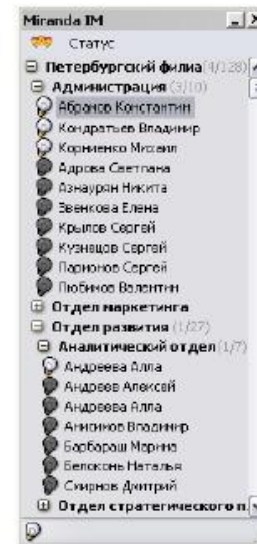 Miranda IM
Статус
Петербургский филиа (4/128)
Администрация (3/10)
Абрамов Константин
Кондратьев Владимир
Корниенко Михаил
Адрова Светлана
Азнаурян Никита
Звенкова Елена
Крылов Сергей
Кузнецов Сергей
Парионов Сергей
Любимов Валентин
Отдел маркетинга
Отдел развития (1/27)
Аналитический отдел (1/7)
Андреева Алла
Андреев Алексей
Андреева Алла
Анисимов Владимир
Барбараш Марина
Белоконь Наталья
Смирнов Дмитрий
Отдел стратегического п.